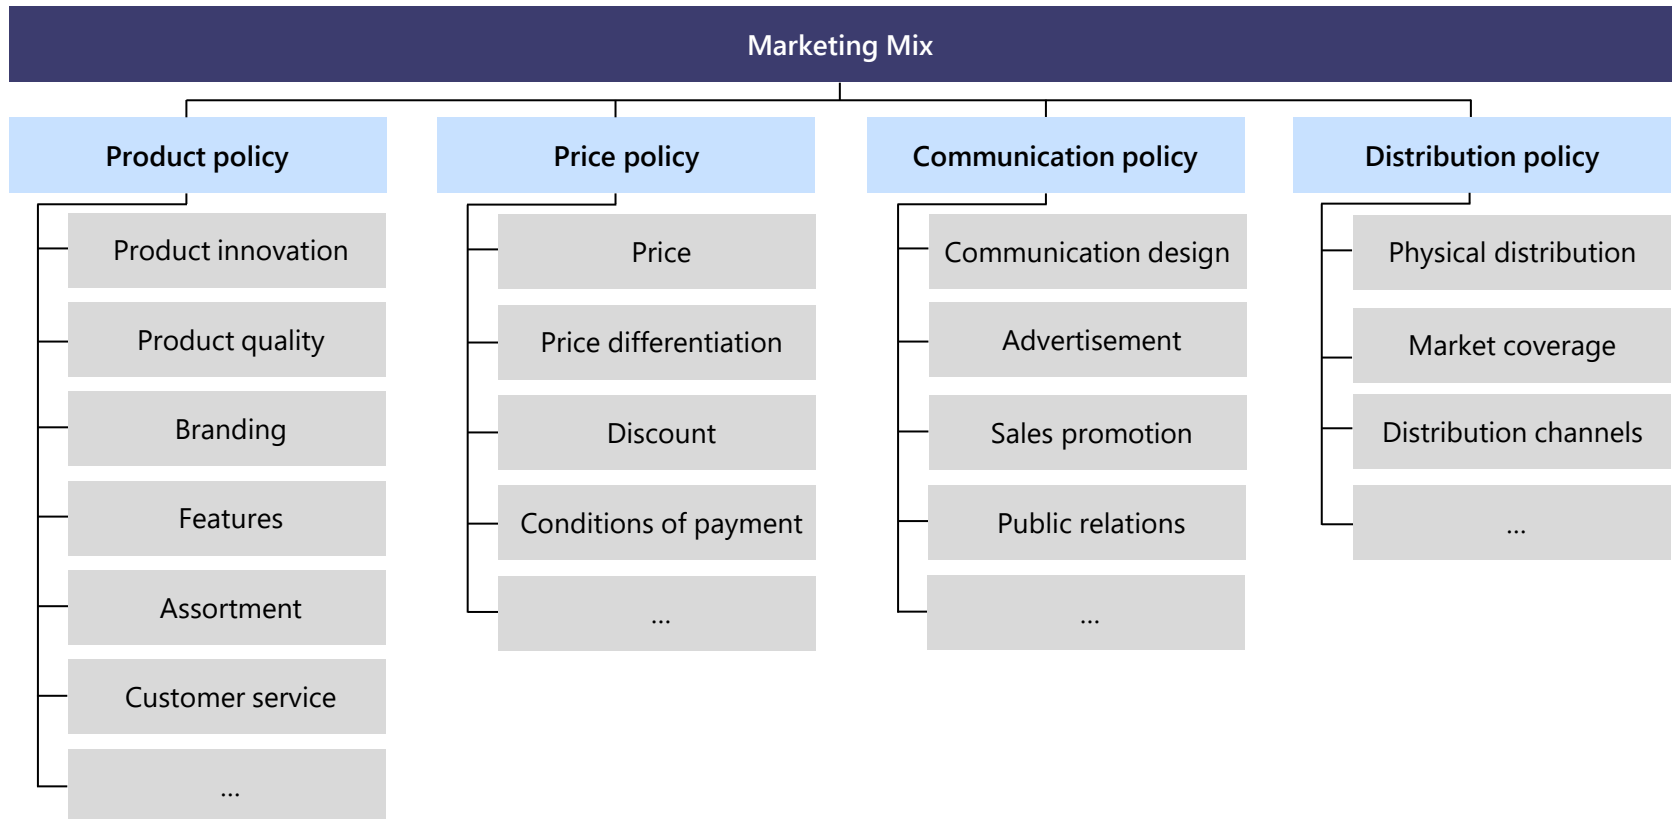 Marketing Mix
Product policy
Product innovation
Product quality
Branding
Features
Assortment
Customer service
...
Price policy
Price
Price differentiation
Discount
Conditions of payment
...
Communication policy
Communication design
Advertisement
Sales promotion
Public relations
...
Distribution policy
Physical distribution
Market coverage
Distribution channels
...